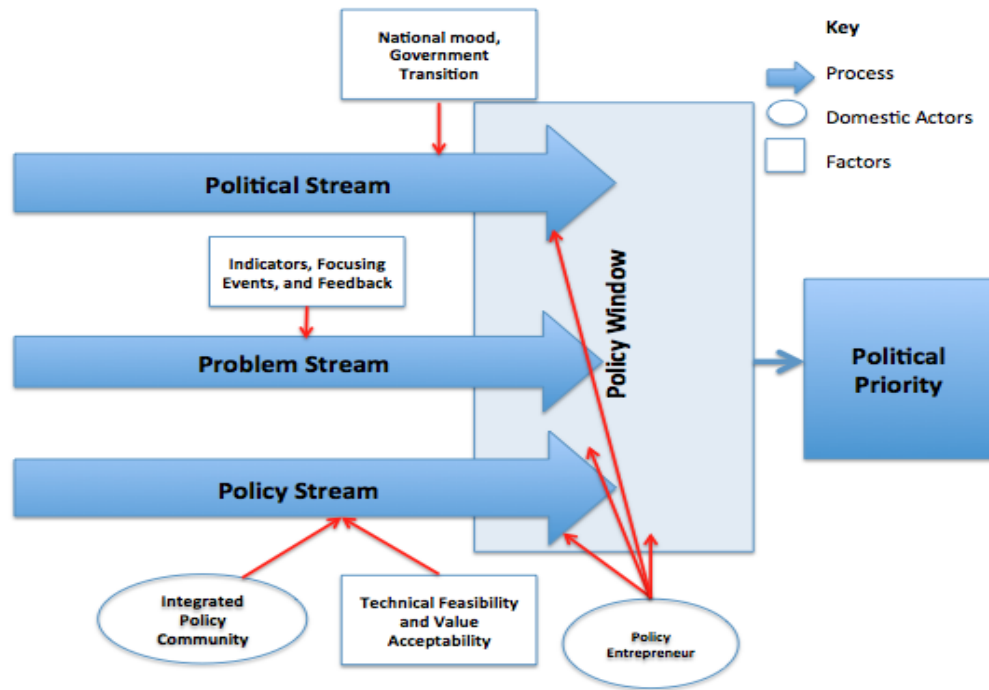 National mood,
Government
Transition
Key
Process
Domestic Actors
Factors
Political Stream
Indicators, Focusing
Events, and Feedback
Problem Stream
Policy Window
Political
Priority
Policy Stream
Integrated
Policy
Community
Technical Feasibility
and Value
Acceptability
Policy
Entrepreneur